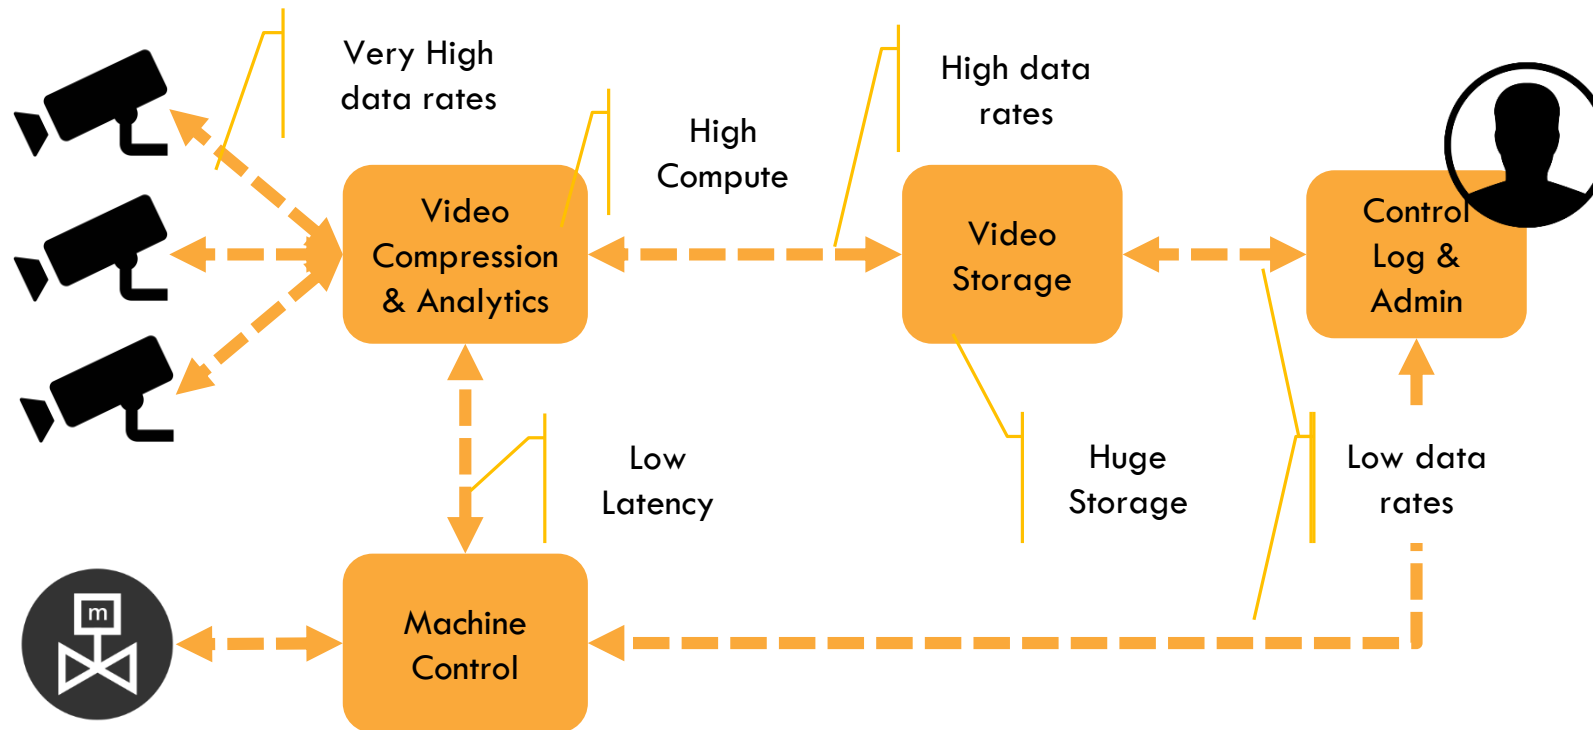 Very High
data rates
High data
rates
High
Compute
Video
Compression
& Analytics
Video
Storage
Control
Log &
Admin
Low
Latency
Huge
Storage
Low data
rates
m
Machine
Control